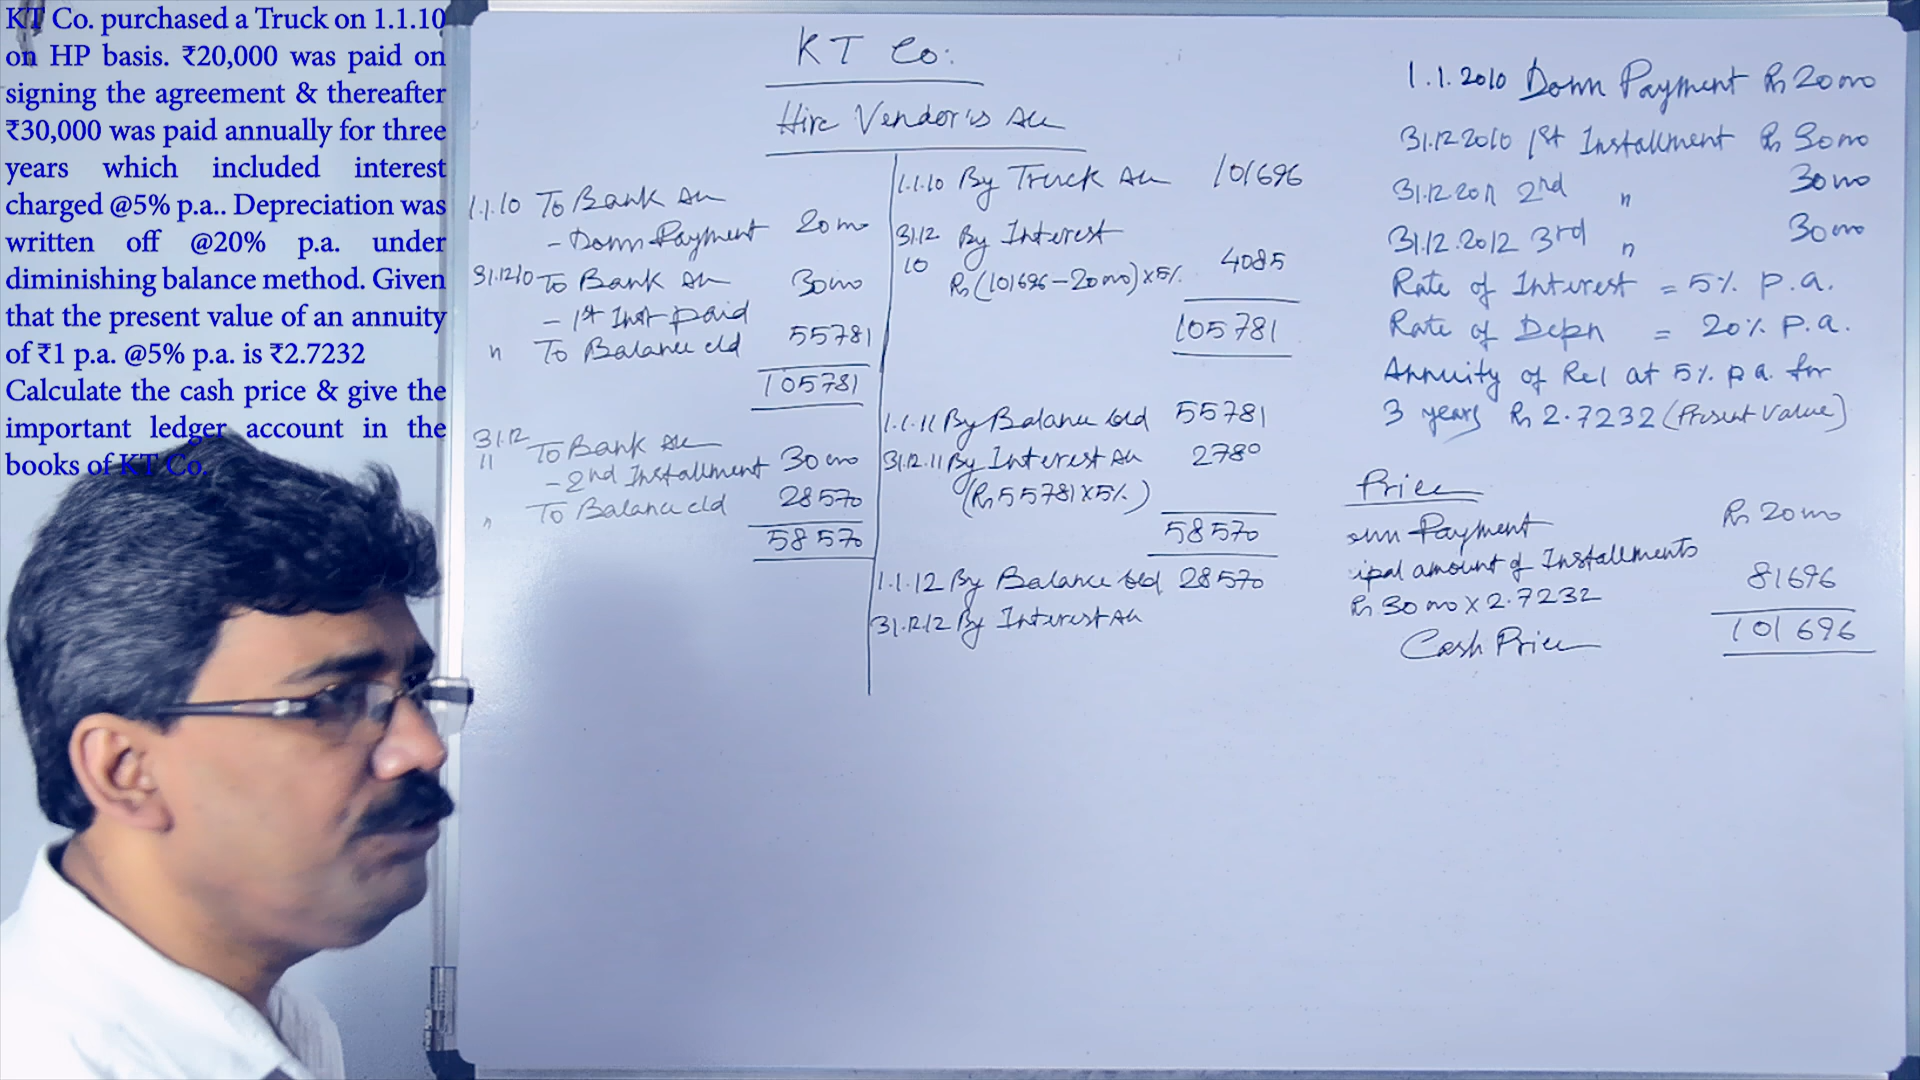 KT Co. purchased a Truck on 1.1.10
on HP basis. ₹20,000 was paid on
signing the agreement & thereafter
₹30,000 was paid annually for three
years which included interest
charged @5% p.a.. Depreciation was
written off @20% p.a. under
diminishing balance method. Given
that the present value of an annuity
of ₹1 p.a. @5% p.a. is ₹2.7232
Calculate the cash price & give the
important ledger account in the
books of KT Co.
KT Co:
Hire Vendor's A/c
1.1.10 To Bank A/c
- Down Payment 20000
31.12.10 To Bank A/c 30000
- 1st Inst paid
" To Balance c/d 55781
105781
31.12 11 To Bank A/c
- 2nd Installment 30000
" To Balance c/d 28570
58570
1.1.10 By Truck A/c 101696
31.12 10 By Interest
Rs (101696-20000)×5% 4085
105781
1.1.11 By Balance b/d 55781
31.12.11 By Interest A/c 2780
(Rs 55781×5%)
58570
1.1.12 By Balance b/d 28570
31.12.12 By Interest A/c
1.1.2010 Down Payment Rs 20000
31.12.2010 1st Installment Rs 30000
31.12.2011 2nd " 30000
31.12.2012 3rd " 30000
Rate of Interest = 5% p.a.
Rate of Depn = 20% p.a.
Annuity of Re1 at 5% p.a. for
3 years Rs 2.7232 (Present Value)
Price
own Payment Rs 20000
ipal amount of Installments
Rs 30000 × 2.7232 81696
Cash Price 101696